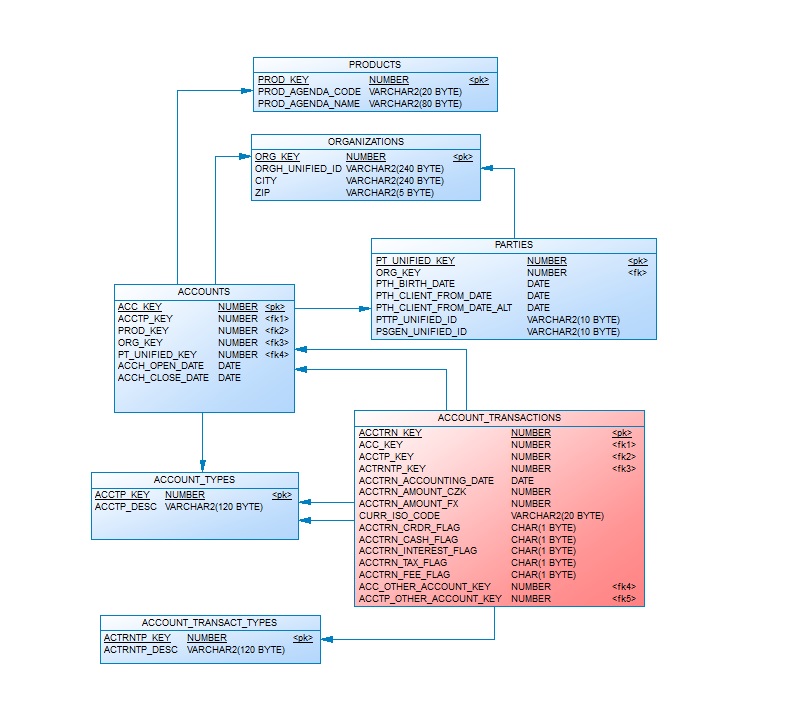 PRODUCTS
PROD_KEY NUMBER <pk>
PROD_AGENDA_CODE VARCHAR2(20 BYTE)
PROD_AGENDA_NAME VARCHAR2(80 BYTE)
ORGANIZATIONS
ORG_KEY NUMBER <pk>
ORGH_UNIFIED_ID VARCHAR2(240 BYTE)
CITY VARCHAR2(240 BYTE)
ZIP VARCHAR2(5 BYTE)
PARTIES
PT_UNIFIED_KEY NUMBER <pk>
ORG_KEY NUMBER <fk>
PTH_BIRTH_DATE DATE
PTH_CLIENT_FROM_DATE DATE
PTH_CLIENT_FROM_DATE_ALT DATE
PTTP_UNIFIED_ID VARCHAR2(10 BYTE)
PSGEN_UNIFIED_ID VARCHAR2(10 BYTE)
ACCOUNTS
ACC_KEY NUMBER <pk>
ACCTP_KEY NUMBER <fk1>
PROD_KEY NUMBER <fk2>
ORG_KEY NUMBER <fk3>
PT_UNIFIED_KEY NUMBER <fk4>
ACCH_OPEN_DATE DATE
ACCH_CLOSE_DATE DATE
ACCOUNT_TRANSACTIONS
ACCTRN_KEY NUMBER <pk>
ACC_KEY NUMBER <fk1>
ACCTP_KEY NUMBER <fk2>
ACTRNTP_KEY NUMBER <fk3>
ACCTRN_ACCOUNTING_DATE DATE
ACCTRN_AMOUNT_CZK NUMBER
ACCTRN_AMOUNT_FX NUMBER
CURR_ISO_CODE VARCHAR2(20 BYTE)
ACCTRN_CRDR_FLAG CHAR(1 BYTE)
ACCTRN_CASH_FLAG CHAR(1 BYTE)
ACCTRN_INTEREST_FLAG CHAR(1 BYTE)
ACCTRN_TAX_FLAG CHAR(1 BYTE)
ACCTRN_FEE_FLAG CHAR(1 BYTE)
ACC_OTHER_ACCOUNT_KEY NUMBER <fk4>
ACCTP_OTHER_ACCOUNT_KEY NUMBER <fk5>
ACCOUNT_TYPES
ACCTP_KEY NUMBER <pk>
ACCTP_DESC VARCHAR2(120 BYTE)
ACCOUNT_TRANSACT_TYPES
ACTRNTP_KEY NUMBER <pk>
ACTRNTP_DESC VARCHAR2(120 BYTE)